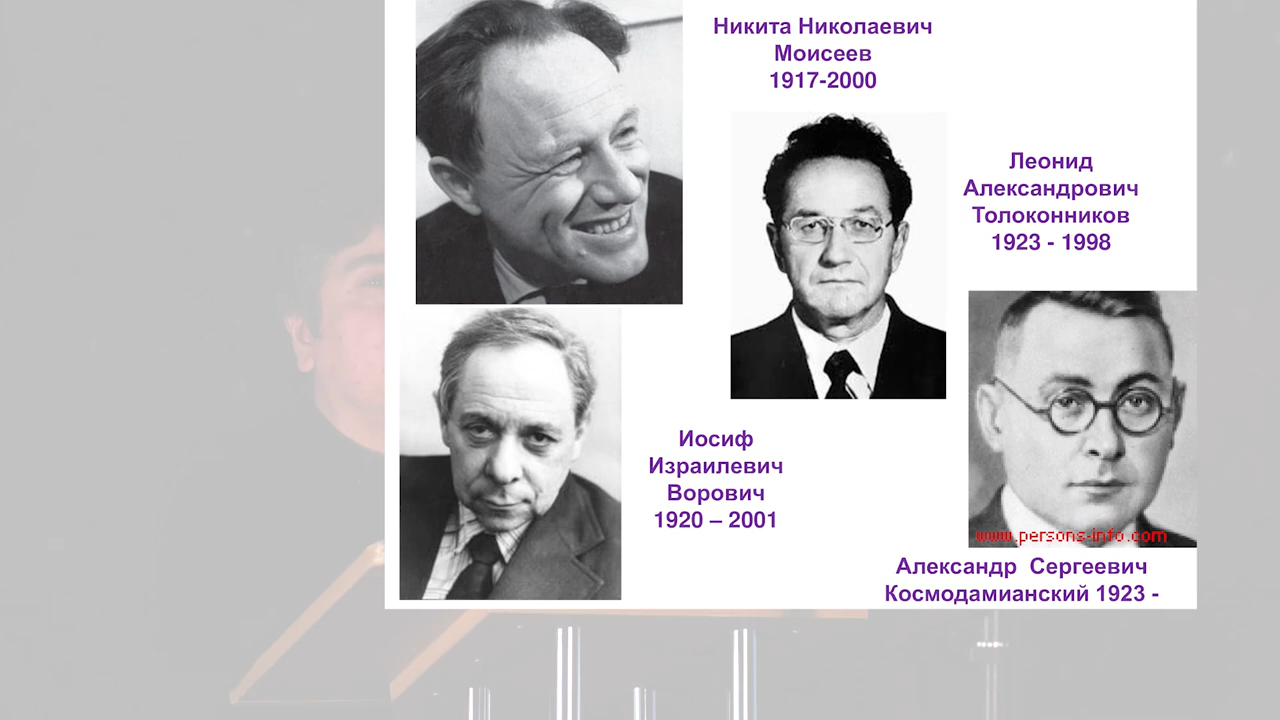 Никита Николаевич
Моисеев
1917-2000
Леонид
Александрович
Толоконников
1923 - 1998
Иосиф
Израилевич
Ворович
1920 – 2001
www.persons-info.com
Александр Сергеевич
Космодамианский 1923 -